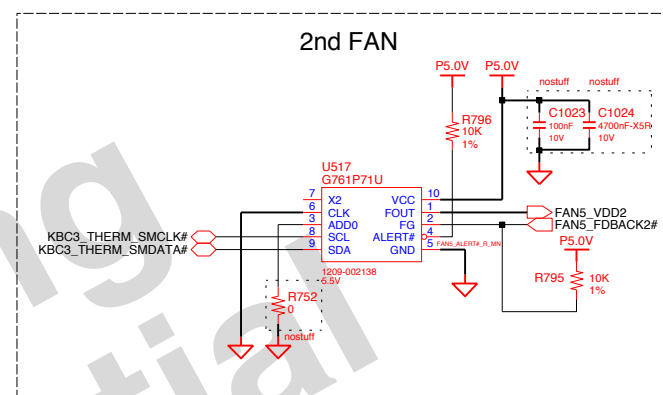 2nd FAN
P5.0V
P5.0V
nostuff
nostuff
R796
10K
1%
C1023
100nF
10V
C1024
4700nF-X5R
10V
U517
G761P71U
7
X2
VCC
10
6
CLK
FOUT
1
FAN5_VDD2
3
ADD0
FG
2
FAN5_FDBACK2#
KBC3_THERM_SMCLK#
8
SCL
ALERT#
4
KBC3_THERM_SMDATA#
9
SDA
GND
5
FAN5_ALERT#_R_MN
P5.0V
1209-002138
5.5V
R795
10K
1%
R752
0
nostuff
ng
tial